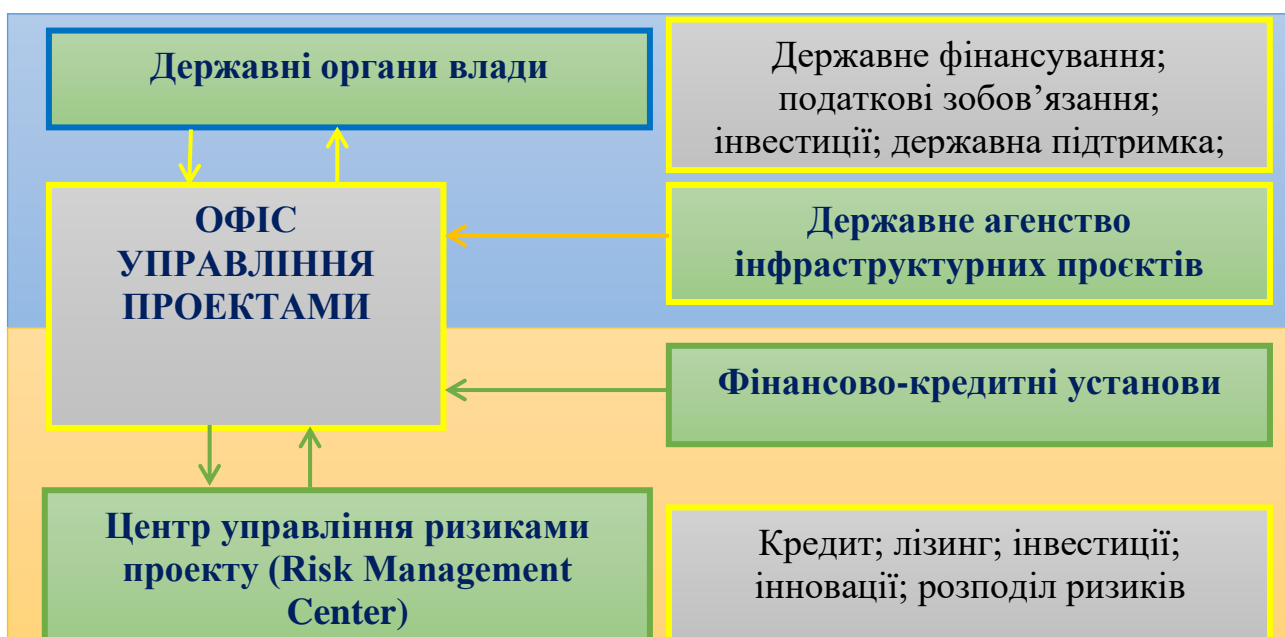 Державні органи влади
Державне фінансування;
податкові зобов’язання;
інвестиції; державна підтримка;
ОФІС
УПРАВЛІННЯ
ПРОЕКТАМИ
Державне агенство
інфраструктурних проєктів
Фінансово-кредитні установи
Центр управління ризиками
проекту (Risk Management
Center)
Кредит; лізинг; інвестиції;
інновації; розподіл ризиків